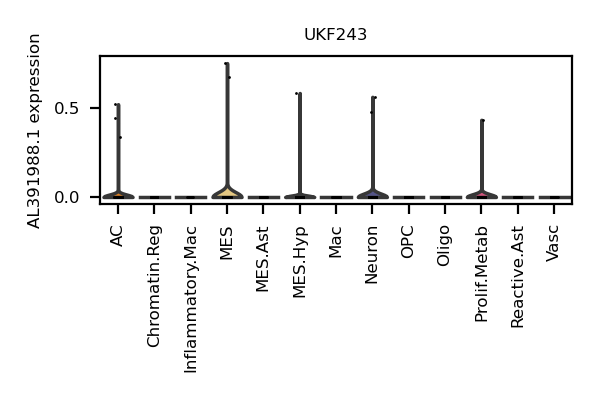 UKF243
AL391988.1 expression
0.5
0.0
AC
Chromatin.Reg
Inflammatory.Mac
MES
MES.Ast
MES.Hyp
Mac
Neuron
OPC
Oligo
Prolif.Metab
Reactive.Ast
Vasc